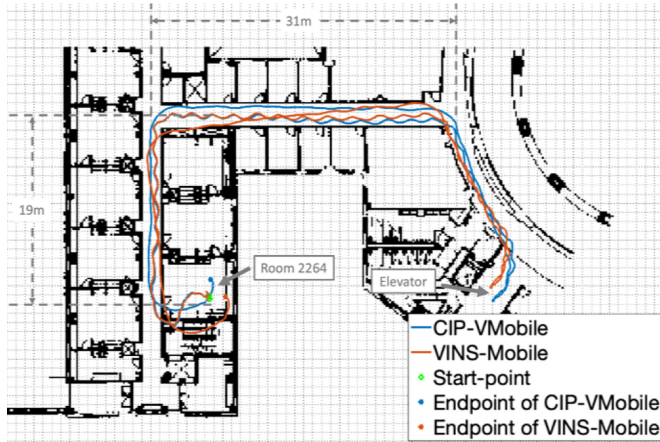 31m
19m
Room 2264
Elevator
CIP-VMobile
VINS-Mobile
Start-point
Endpoint of CIP-VMobile
Endpoint of VINS-Mobile